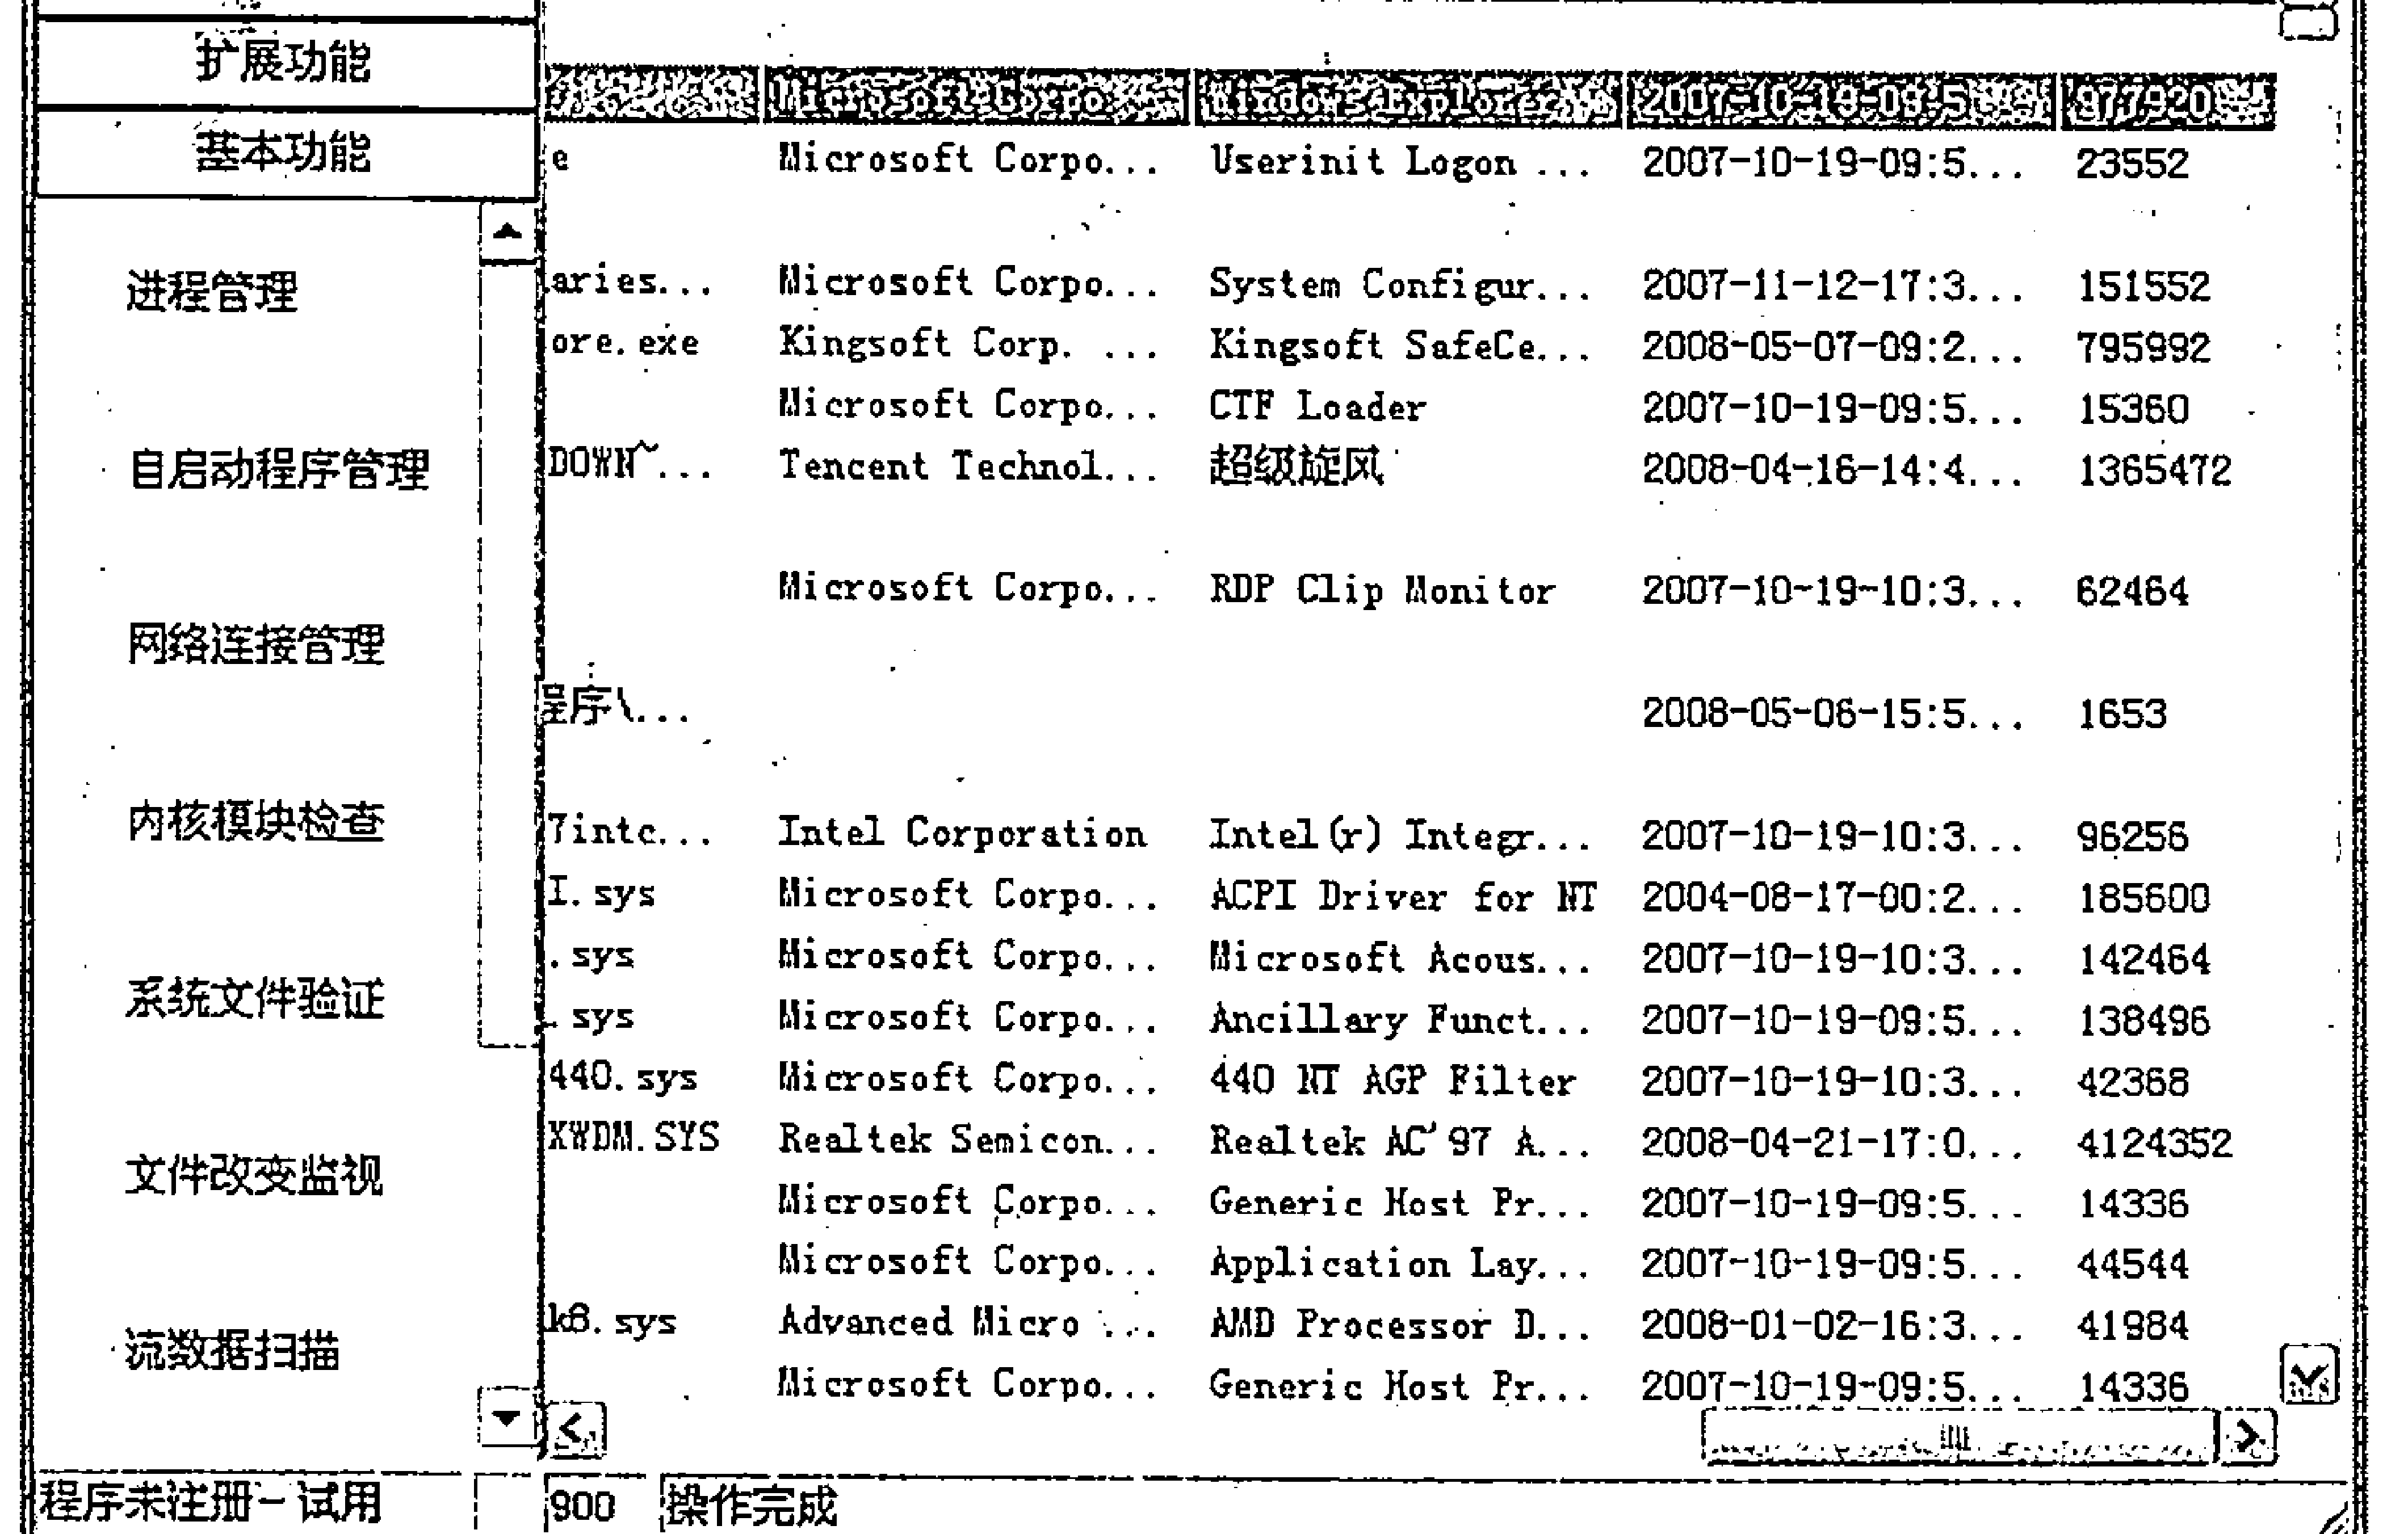 扩展功能
基本功能
进程管理
自启动程序管理
网络连接管理
内核模块检查
系统文件验证
文件改变监视
流数据扫描
Microsoft Corpo... Windows Explorer 2007-10-19-09:5... 977920
e Microsoft Corpo... Userinit Logon ... 2007-10-19-09:5... 23552
aries... Microsoft Corpo... System Configur... 2007-11-12-17:3... 151552
ore.exe Kingsoft Corp. ... Kingsoft SafeCe... 2008-05-07-09:2... 795992
Microsoft Corpo... CTF Loader 2007-10-19-09:5... 15360
DOWN~... Tencent Technol... 超级旋风 2008-04-16-14:4... 1365472
Microsoft Corpo... RDP Clip Monitor 2007-10-19-10:3... 62464
程序\... 2008-05-06-15:5... 1653
7intc... Intel Corporation Intel(r) Integr... 2007-10-19-10:3... 96256
I.sys Microsoft Corpo... ACPI Driver for NT 2004-08-17-00:2... 185600
.sys Microsoft Corpo... Microsoft Acous... 2007-10-19-10:3... 142464
.sys Microsoft Corpo... Ancillary Funct... 2007-10-19-09:5... 138496
440.sys Microsoft Corpo... 440 NT AGP Filter 2007-10-19-10:3... 42368
XWDM.SYS Realtek Semicon... Realtek AC'97 A... 2008-04-21-17:0... 4124352
Microsoft Corpo... Generic Host Pr... 2007-10-19-09:5... 14336
Microsoft Corpo... Application Lay... 2007-10-19-09:5... 44544
k8.sys Advanced Micro ... AMD Processor D... 2008-01-02-16:3... 41984
Microsoft Corpo... Generic Host Pr... 2007-10-19-09:5... 14336
程序未注册-试用 900 操作完成